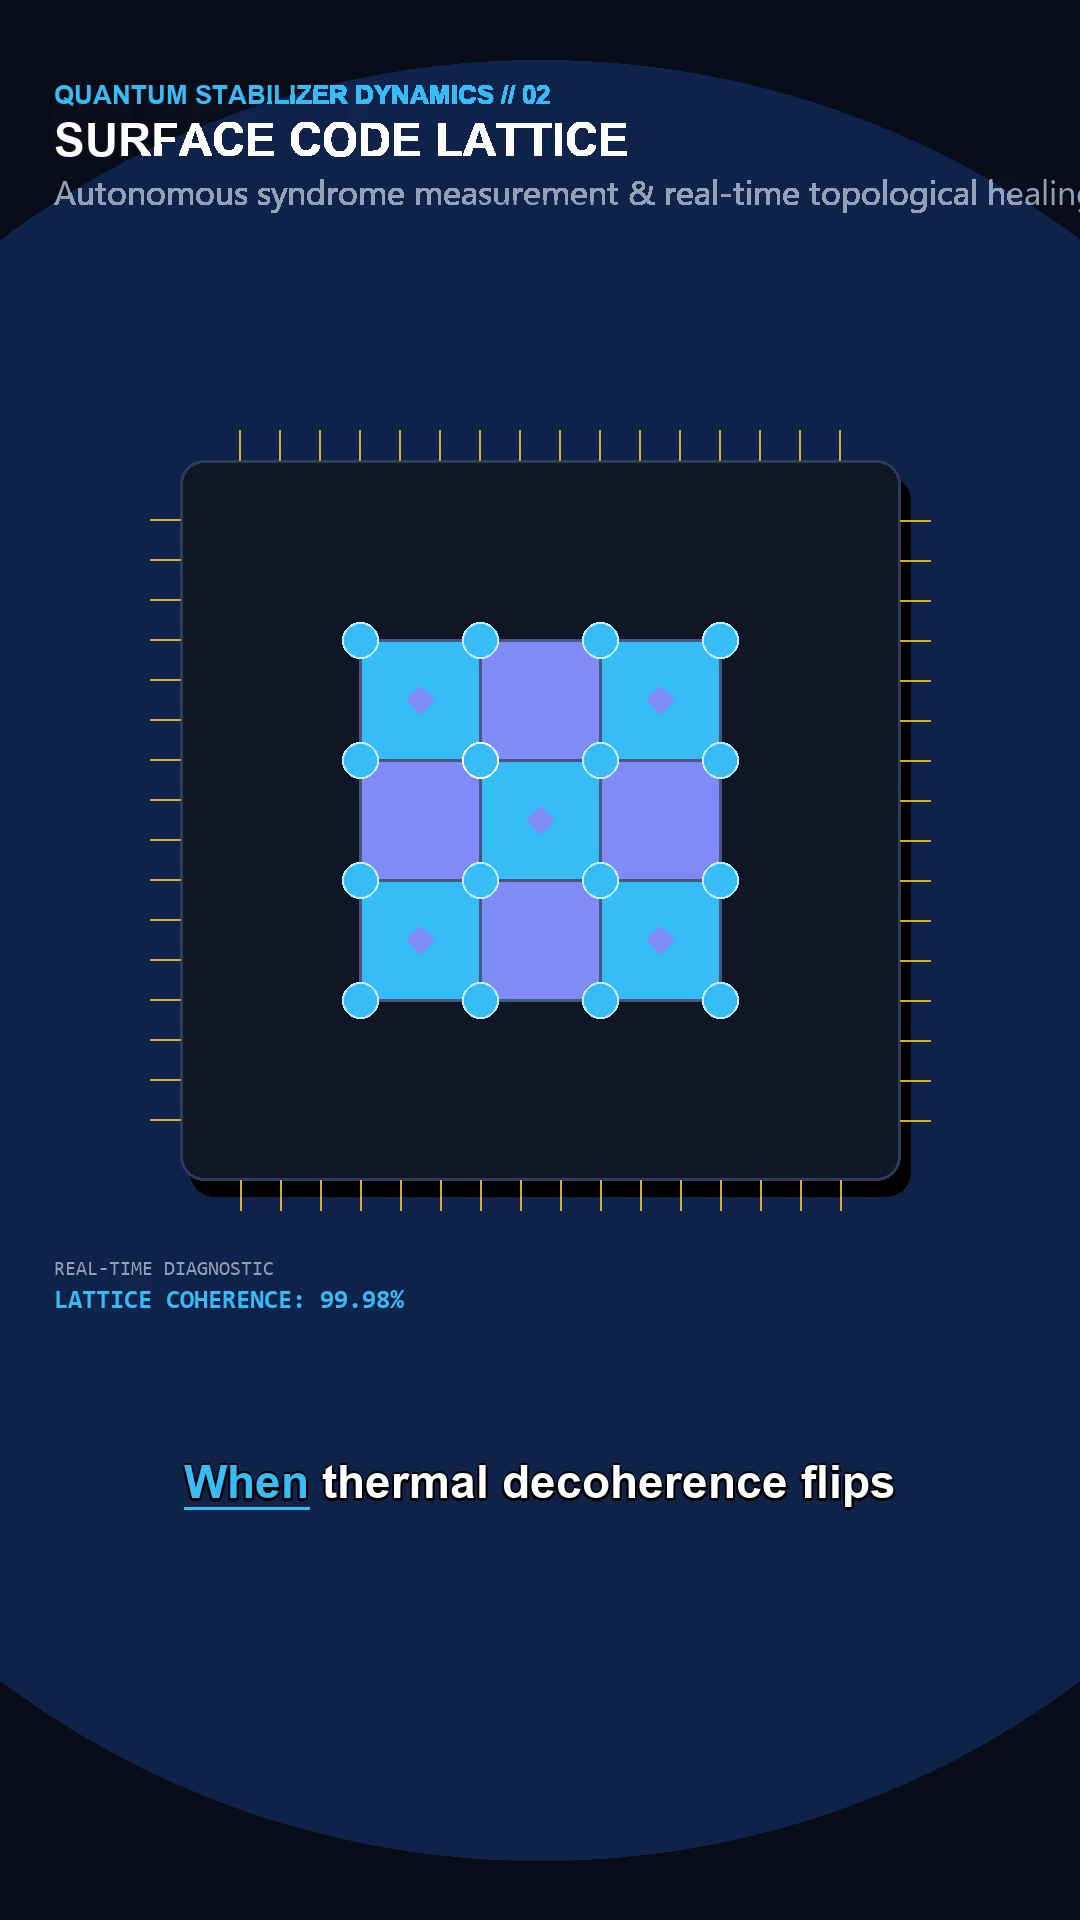 QUANTUM STABILIZER DYNAMICS // 02
SURFACE CODE LATTICE
Autonomous syndrome measurement & real-time topological healing
REAL-TIME DIAGNOSTIC
LATTICE COHERENCE: 99.98%
When thermal decoherence flips